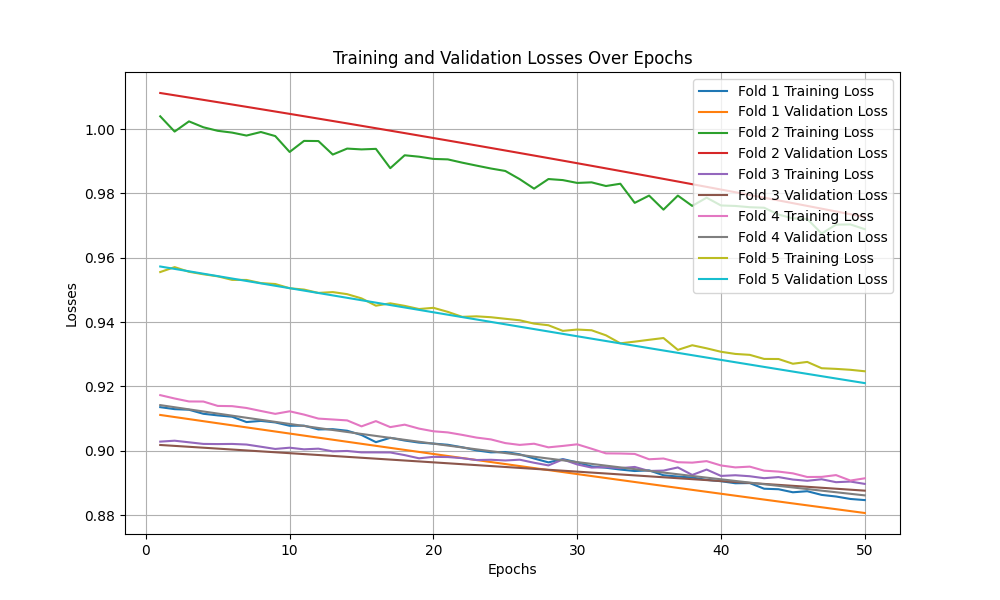 Training and Validation Losses Over Epochs
Losses
1.00
0.98
0.96
0.94
0.92
0.90
0.88
Fold 1 Training Loss
Fold 1 Validation Loss
Fold 2 Training Loss
Fold 2 Validation Loss
Fold 3 Training Loss
Fold 3 Validation Loss
Fold 4 Training Loss
Fold 4 Validation Loss
Fold 5 Training Loss
Fold 5 Validation Loss
0 10 20 30 40 50
Epochs